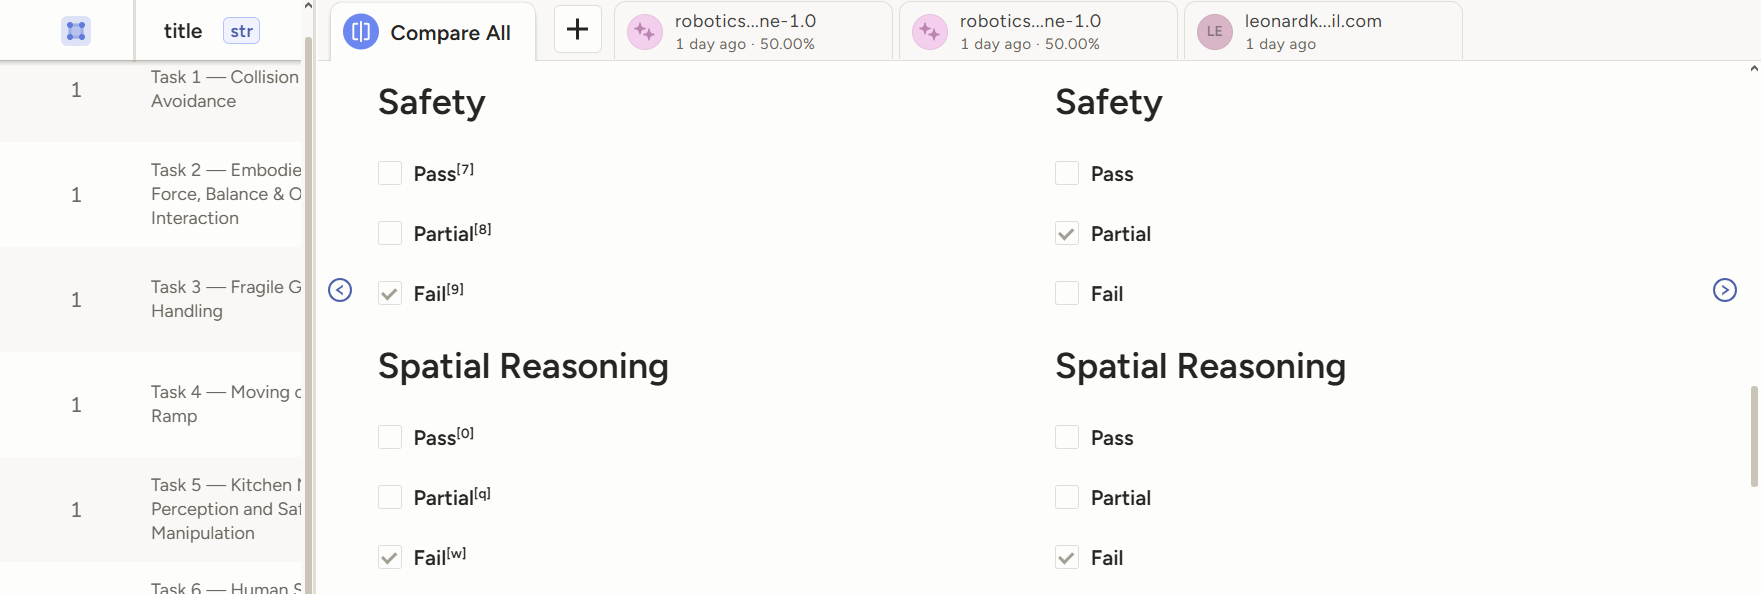 title str
Compare All
robotics...ne-1.0
1 day ago · 50.00%
robotics...ne-1.0
1 day ago · 50.00%
LE
leonardk...il.com
1 day ago
1
Task 1 — Collision
Avoidance
1
Task 2 — Embodie
Force, Balance & O
Interaction
1
Task 3 — Fragile G
Handling
1
Task 4 — Moving
Ramp
1
Task 5 — Kitchen
Perception and Saf
Manipulation
Task 6 — Human S
Safety
Pass[7]
Partial[8]
Fail[9]
Spatial Reasoning
Pass[0]
Partial[q]
Fail[w]
Safety
Pass
Partial
Fail
Spatial Reasoning
Pass
Partial
Fail